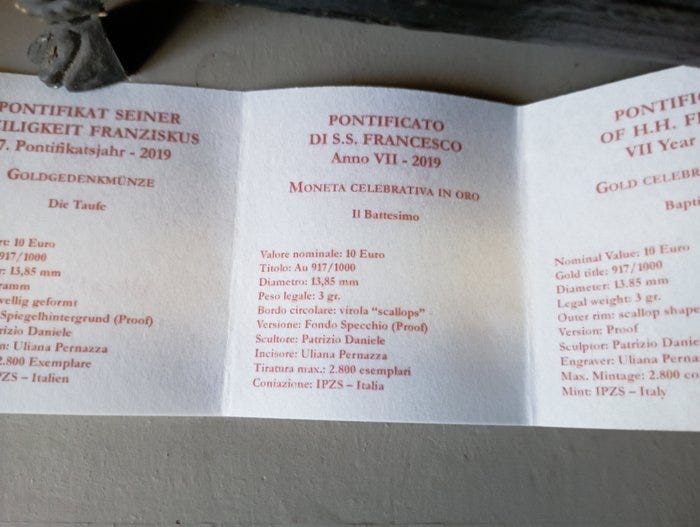 PONTIFIKAT SEINER
ILIGKEIT FRANZISKUS
7. Pontifikatsjahr - 2019
GOLDGEDENKMÜNZE
Die Taufe
10 Euro
917/1000
13,85 mm
ramm
wellig geformt
Spiegelhintergrund (Proof)
rizio Daniele
n: Uliana Pernazza
2.800 Exemplare
IPZS – Italien
PONTIFICATO
DI S.S. FRANCESCO
Anno VII - 2019
MONETA CELEBRATIVA IN ORO
Il Battesimo
Valore nominale: 10 Euro
Titolo: Au 917/1000
Diametro: 13,85 mm
Peso legale: 3 gr.
Bordo circolare: virola “scallops”
Versione: Fondo Specchio (Proof)
Scultore: Patrizio Daniele
Incisore: Uliana Pernazza
Tiratura max.: 2.800 esemplari
Coniazione: IPZS – Italia
PONTIFIC
OF H.H. F
VII Year
GOLD CELEBR
Bapti
Nominal Value: 10 Euro
Gold title: 917/1000
Diameter: 13.85 mm
Legal weight: 3 gr.
Outer rim: scallop shape
Version: Proof
Sculptor: Patrizio Danie
Engraver: Uliana Perna
Max. Mintage: 2.800 co
Mint: IPZS – Italy